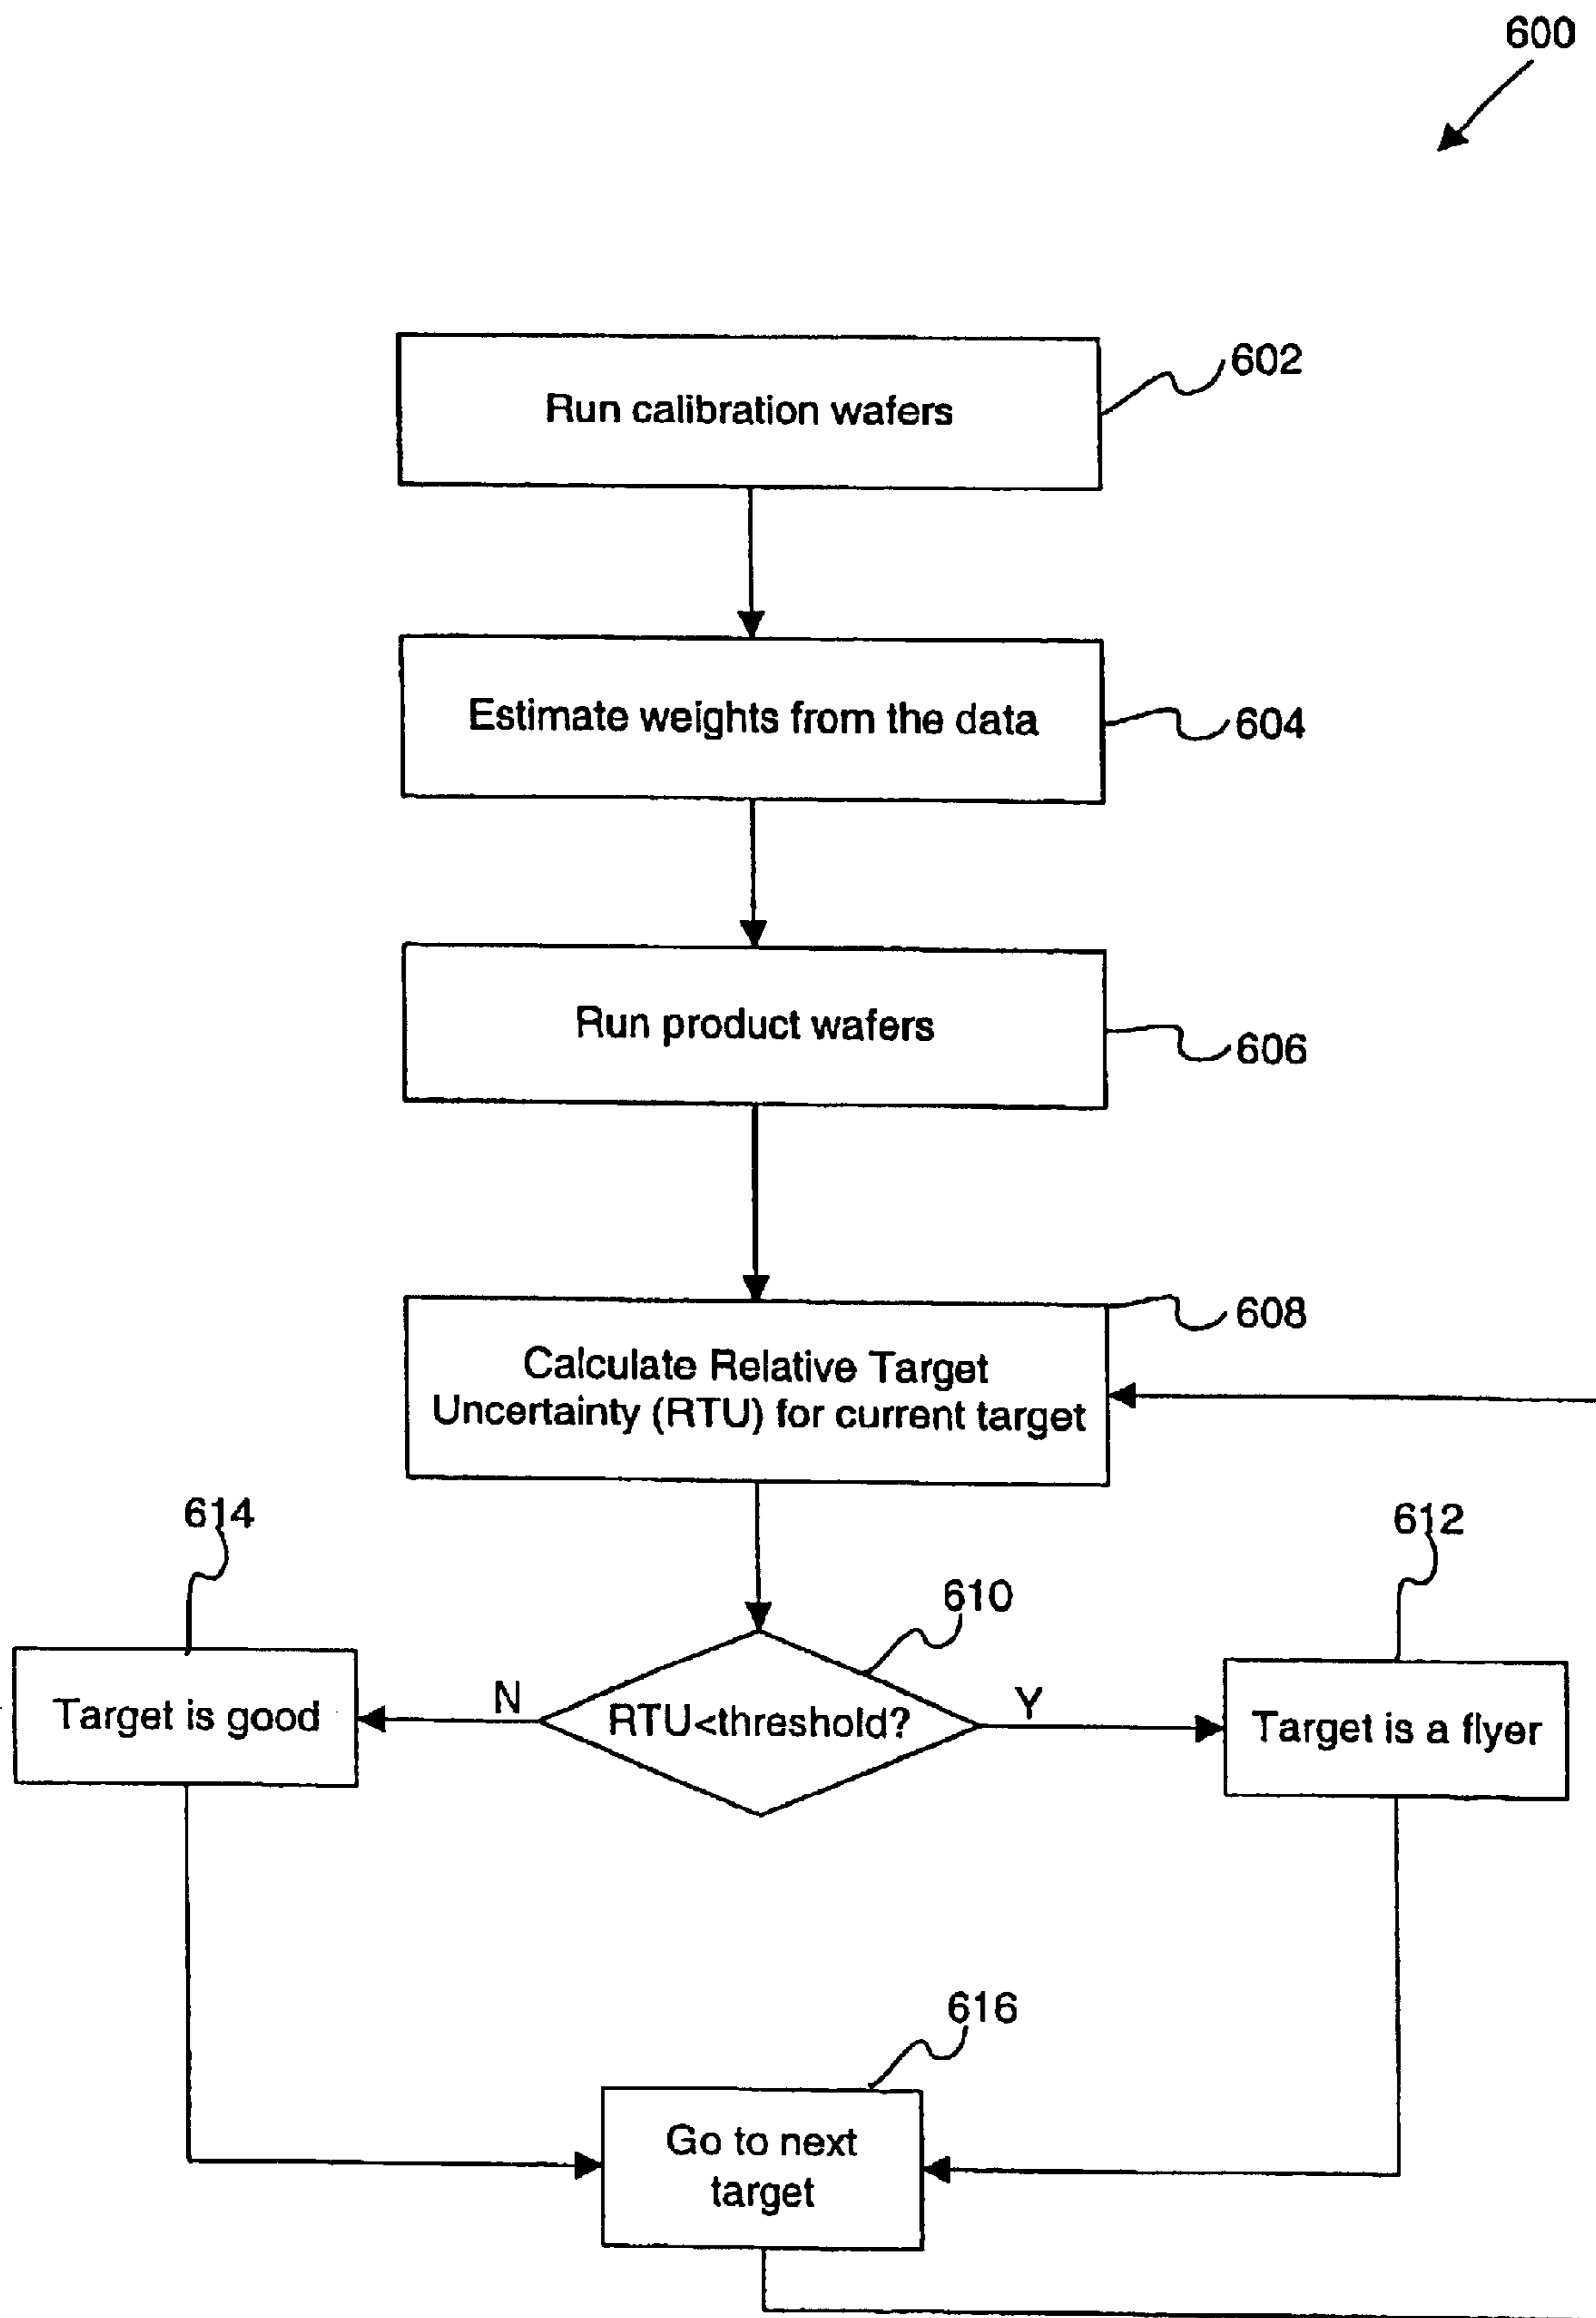 600
Run calibration wafers
602
Estimate weights from the data
604
Run product wafers
606
608
Calculate Relative Target
Uncertainty (RTU) for current target
614
612
610
Target is good
N
RTU<threshold?
Y
Target is a flyer
616
Go to next
target